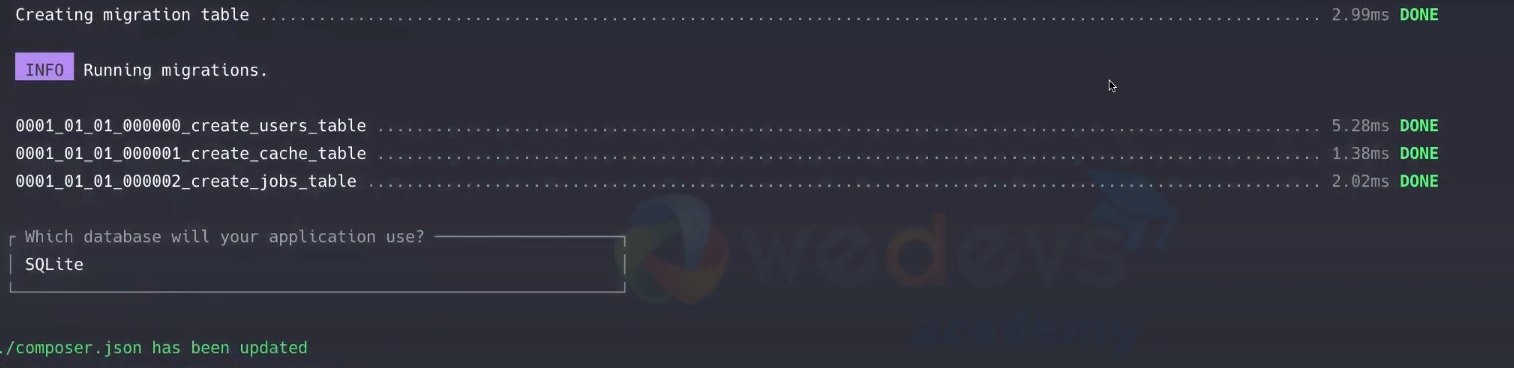 Creating migration table ............................................................................................................. 2.99ms DONE
INFO Running migrations.
0001_01_01_000000_create_users_table ................................................................................................. 5.28ms DONE
0001_01_01_000001_create_cache_table ................................................................................................. 1.38ms DONE
0001_01_01_000002_create_jobs_table .................................................................................................. 2.02ms DONE
Which database will your application use?
SQLite
wedevs
academy
./composer.json has been updated